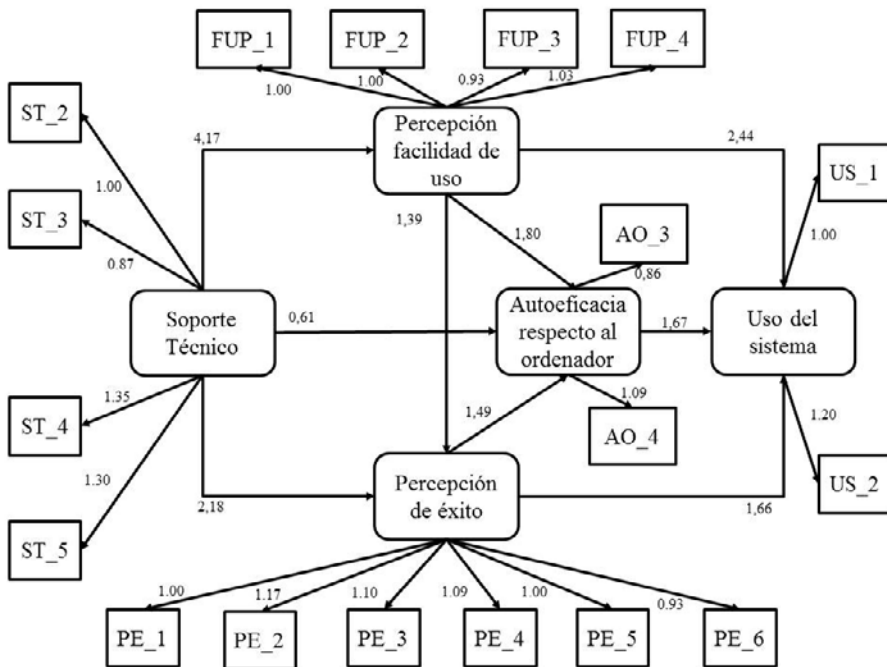 FUP_1
FUP_2
FUP_3
FUP_4
1.00
1.00
0.93
1.03
ST_2
ST_3
1.00
0.87
4,17
Percepción
facilidad de
uso
2,44
US_1
1.00
1,39
1,80
AO_3
0,86
Soporte
Técnico
0,61
Autoeficacia
respecto al
ordenador
1,67
Uso del
sistema
ST_4
1.35
ST_5
1.30
1,49
1.09
AO_4
1.20
US_2
2,18
Percepción
de éxito
1,66
1.00
1.17
1.10
1.09
1.00
0.93
PE_1
PE_2
PE_3
PE_4
PE_5
PE_6